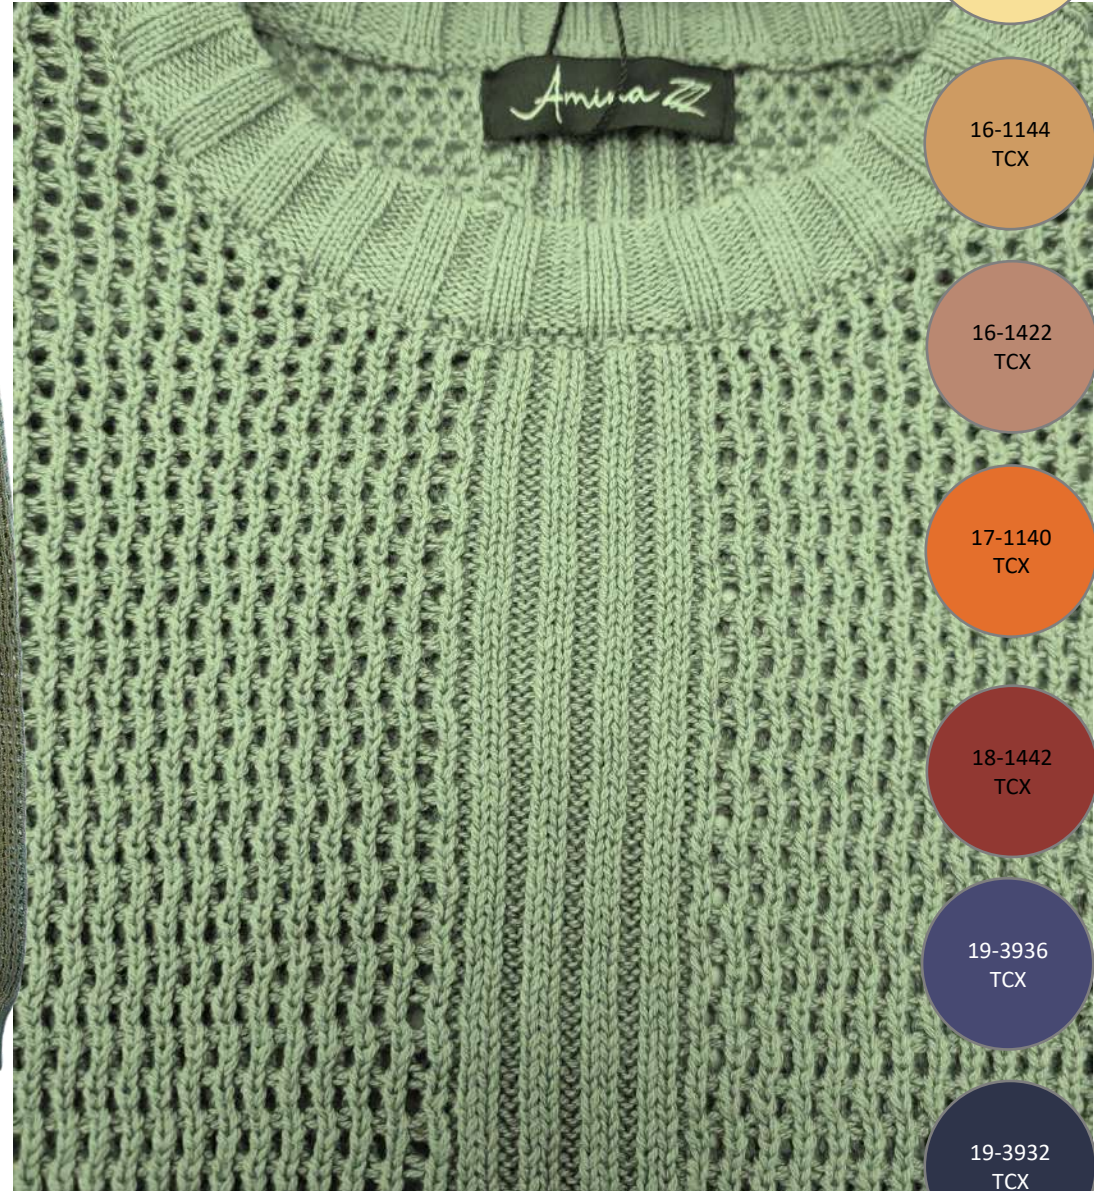 Amina ZZ
16-1144
TCX
16-1422
TCX
17-1140
TCX
18-1442
TCX
19-3936
TCX
19-3932
TCX